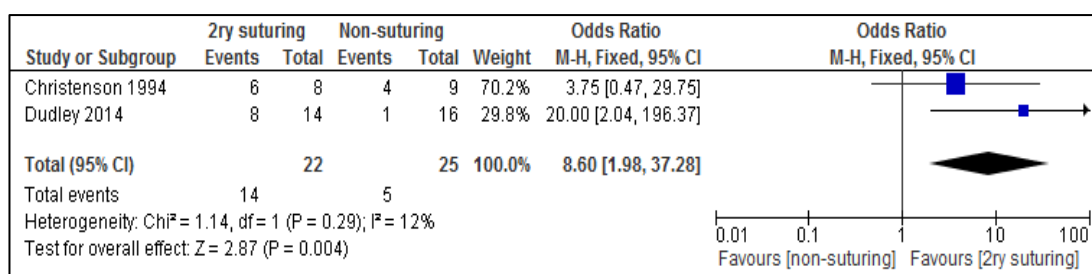 2ry suturing Non-suturing Odds Ratio Odds Ratio
Study or Subgroup Events Total Events Total Weight M-H, Fixed, 95% CI M-H, Fixed, 95% CI
Christenson 1994 6 8 4 9 70.2% 3.75 [0.47, 29.75]
Dudley 2014 8 14 1 16 29.8% 20.00 [2.04, 196.37]
Total (95% CI) 22 25 100.0% 8.60 [1.98, 37.28]
Total events 14 5
Heterogeneity: Chi² = 1.14, df = 1 (P = 0.29); I² = 12%
Test for overall effect: Z = 2.87 (P = 0.004)
0.01 0.1 1 10 100
Favours [non-suturing] Favours [2ry suturing]